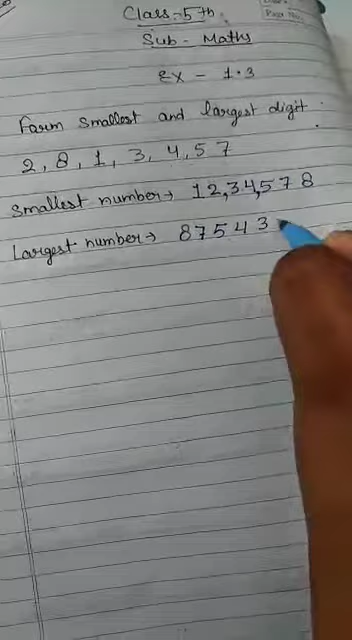 Class:- 5th
Sub - Maths
Ex - 1.3
Form smallest and largest digit.
2, 8, 1, 3, 4, 5 7
Smallest number → 12,34,578
Largest number → 87543